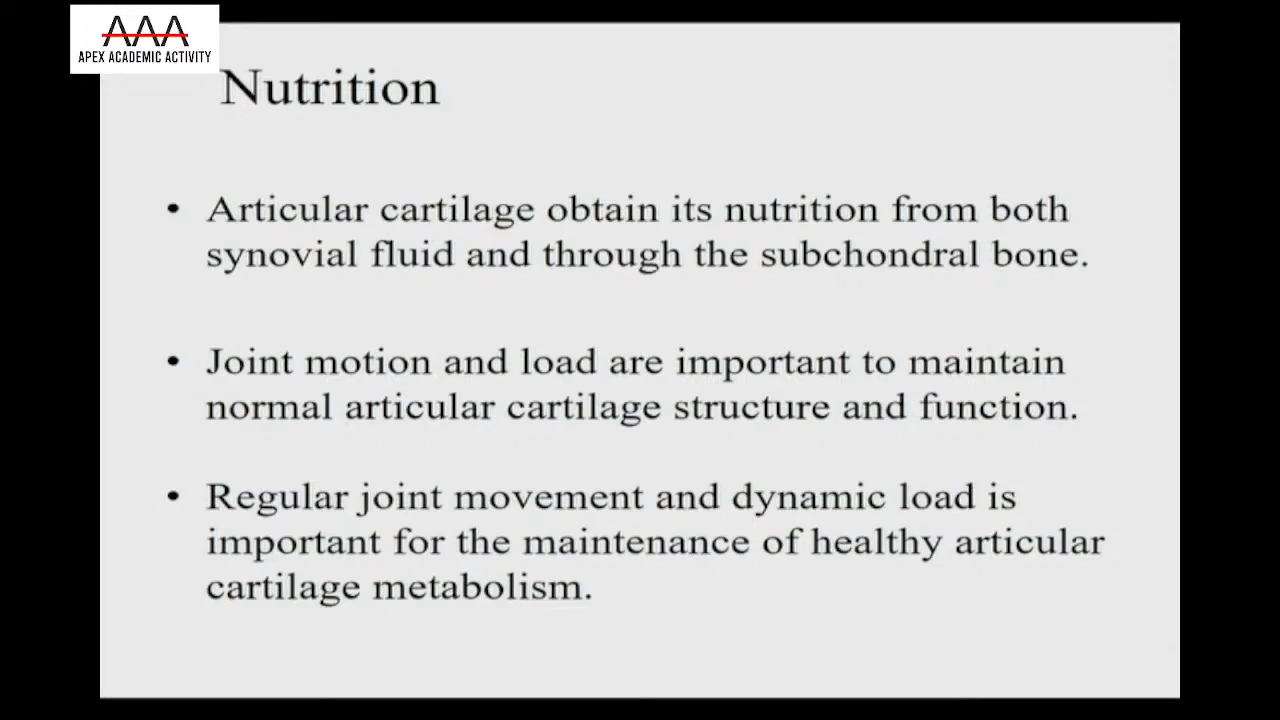 AAA
APEX ACADEMIC ACTIVITY
Nutrition
• Articular cartilage obtain its nutrition from both
synovial fluid and through the subchondral bone.
• Joint motion and load are important to maintain
normal articular cartilage structure and function.
• Regular joint movement and dynamic load is
important for the maintenance of healthy articular
cartilage metabolism.